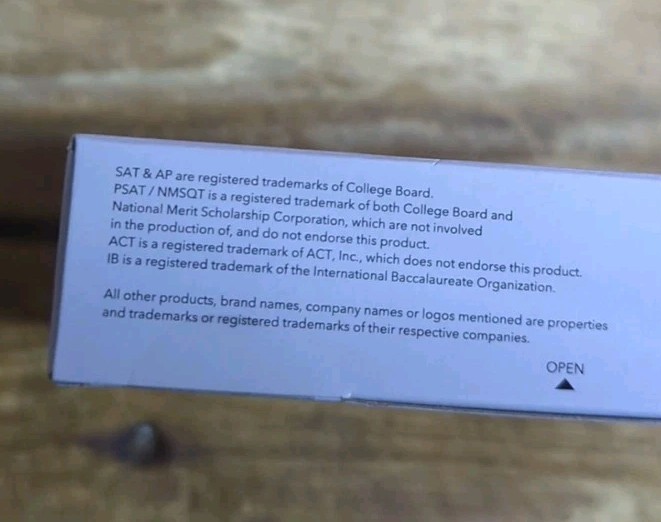 SAT & AP are registered trademarks of College Board.
PSAT / NMSQT is a registered trademark of both College Board and
National Merit Scholarship Corporation, which are not involved
in the production of, and do not endorse this product.
ACT is a registered trademark of ACT, Inc., which does not endorse this product.
IB is a registered trademark of the International Baccalaureate Organization.
All other products, brand names, company names or logos mentioned are properties
and trademarks or registered trademarks of their respective companies.
OPEN